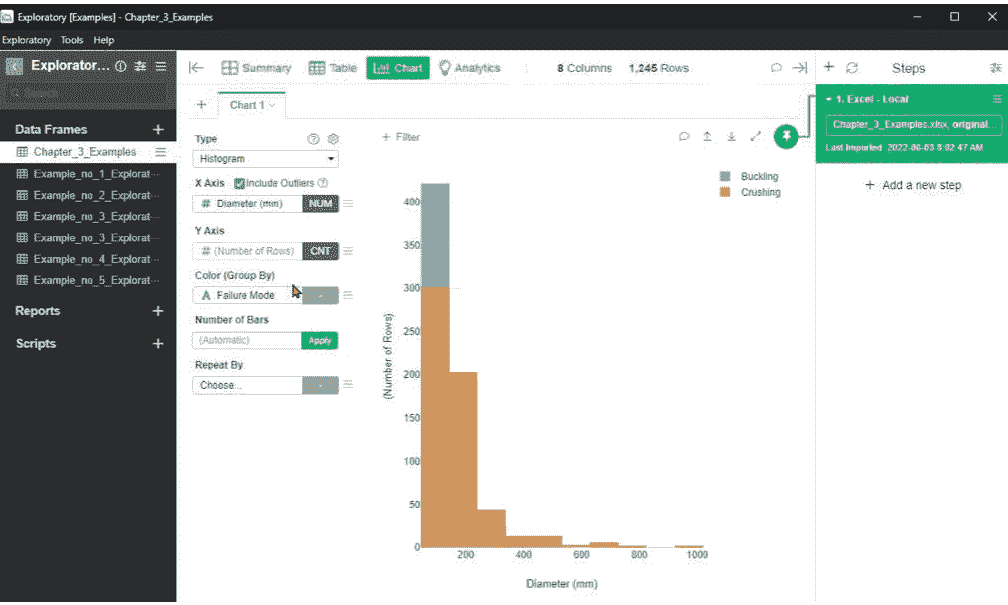 Exploratory [Examples] - Chapter_3_Examples
Exploratory Tools Help
Explorator...
Data Frames +
Chapter_3_Examples
Example_no_1_Explorat...
Example_no_2_Explorat...
Example_no_3_Explorat...
Example_no_3_Explorat...
Example_no_4_Explorat...
Example_no_5_Explorat...
Reports +
Scripts +
Summary Table Chart Analytics 8 Columns 1,245 Rows
+ Chart 1
Type
Histogram
X Axis Include Outliers
# Diameter (mm) NUM
Y Axis
# (Number of Rows) CNT
Color (Group By)
A Failure Mode -
Number of Bars
(Automatic) Apply
Repeat By
Choose... -
+ Filter
Buckling
Crushing
(Number of Rows)
400
350
300
250
200
150
100
50
0
200 400 600 800 1000
Diameter (mm)
+ Steps
1. Excel - Local
Chapter_3_Examples.xlsx, original...
Last Imported 2022-06-03 8:02:47 AM
+ Add a new step